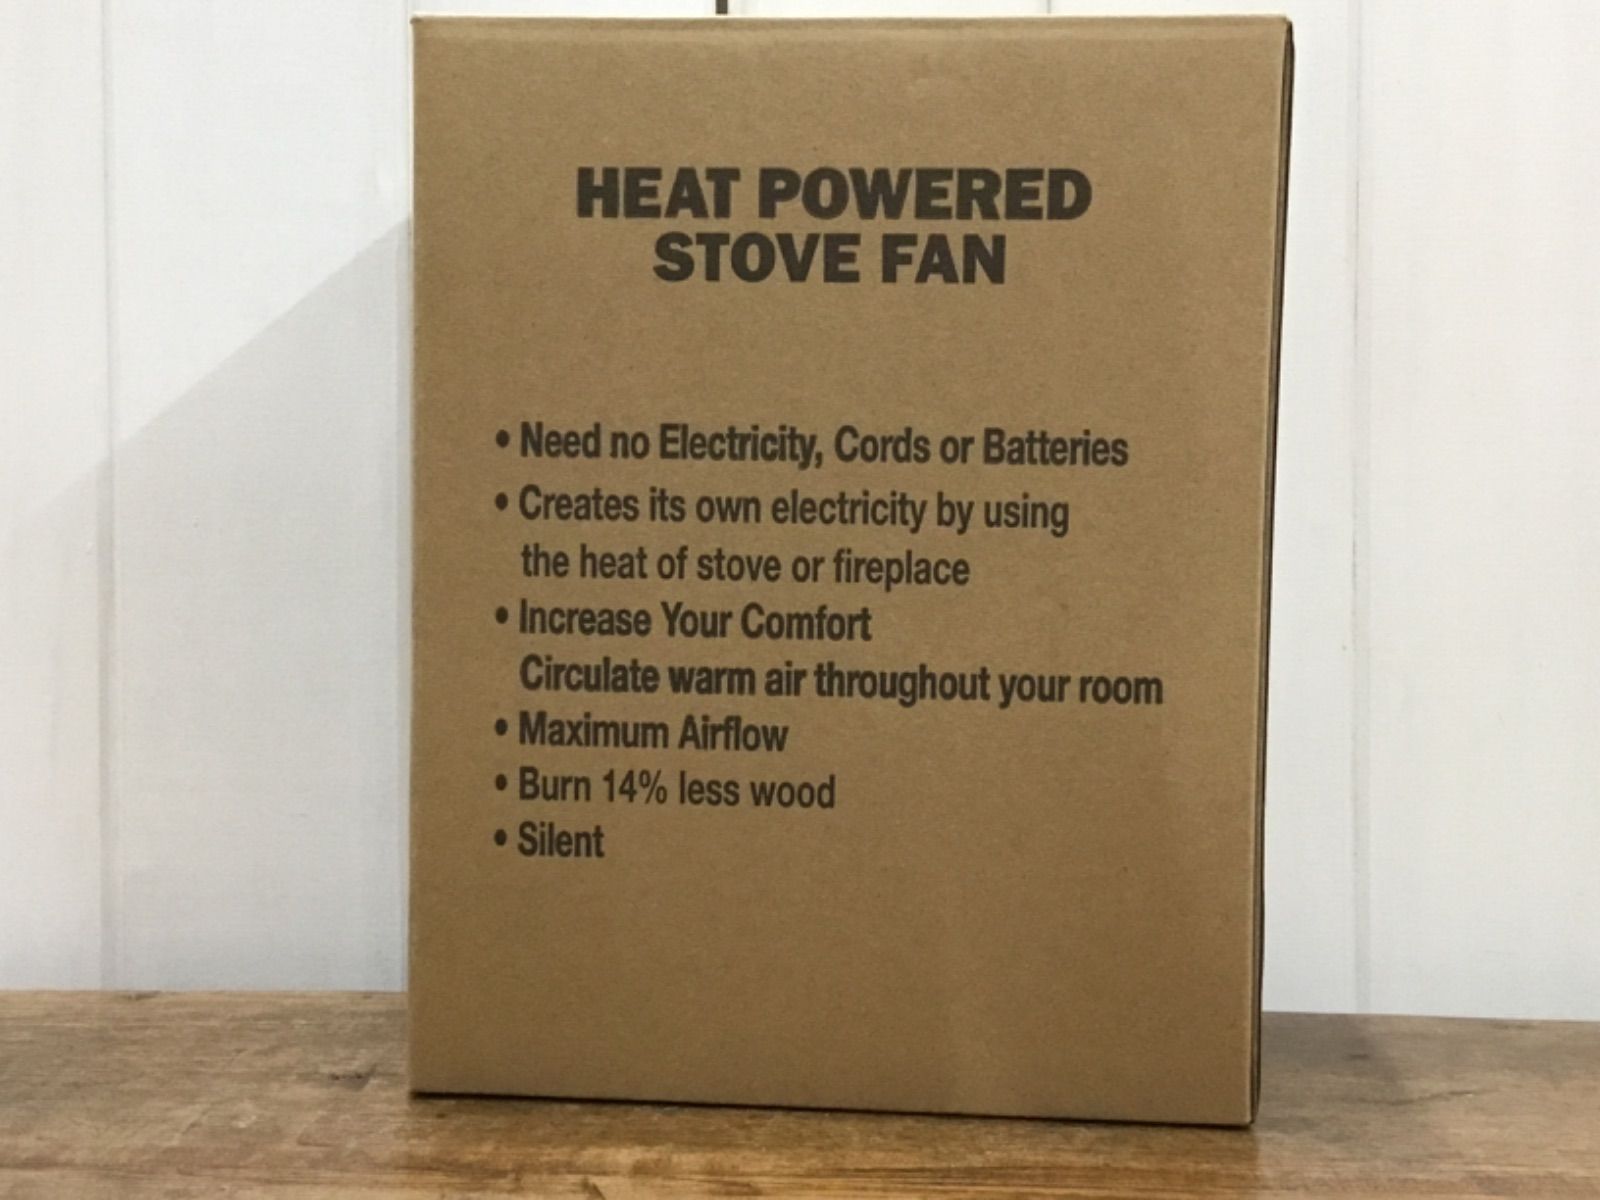 HEAT POWERED
STOVE FAN
• Need no Electricity, Cords or Batteries
• Creates its own electricity by using
the heat of stove or fireplace
• Increase Your Comfort
Circulate warm air throughout your room
• Maximum Airflow
• Burn 14% less wood
• Silent